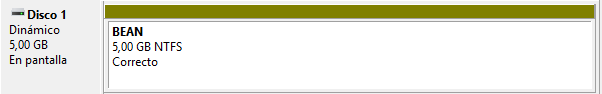 Disco 1
Dinámico
5,00 GB
En pantalla
BEAN
5,00 GB NTFS
Correcto